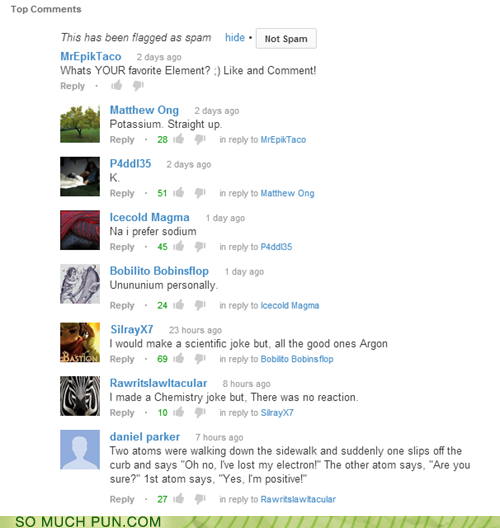 Top Comments
This has been flagged as spam hide • Not Spam
MrEpikTaco 2 days ago
Whats YOUR favorite Element? ;) Like and Comment!
Reply •
Matthew Ong 2 days ago
Potassium. Straight up.
Reply • 28 in reply to MrEpikTaco
P4ddl35 2 days ago
K.
Reply • 51 in reply to Matthew Ong
Icecold Magma 1 day ago
Na i prefer sodium
Reply • 45 in reply to P4ddl35
Bobilito Bobinsflop 1 day ago
Unununium personally.
Reply • 24 in reply to Icecold Magma
BASTION
SilrayX7 23 hours ago
I would make a scientific joke but, all the good ones Argon
Reply • 69 in reply to Bobilito Bobinsflop
Rawritslawltacular 8 hours ago
I made a Chemistry joke but, There was no reaction.
Reply • 10 in reply to SilrayX7
daniel parker 7 hours ago
Two atoms were walking down the sidewalk and suddenly one slips off the
curb and says "Oh no, I've lost my electron!" The other atom says, "Are you
sure?" 1st atom says, "Yes, I'm positive!"
Reply • 27 in reply to Rawritslawltacular
SO MUCH PUN.COM